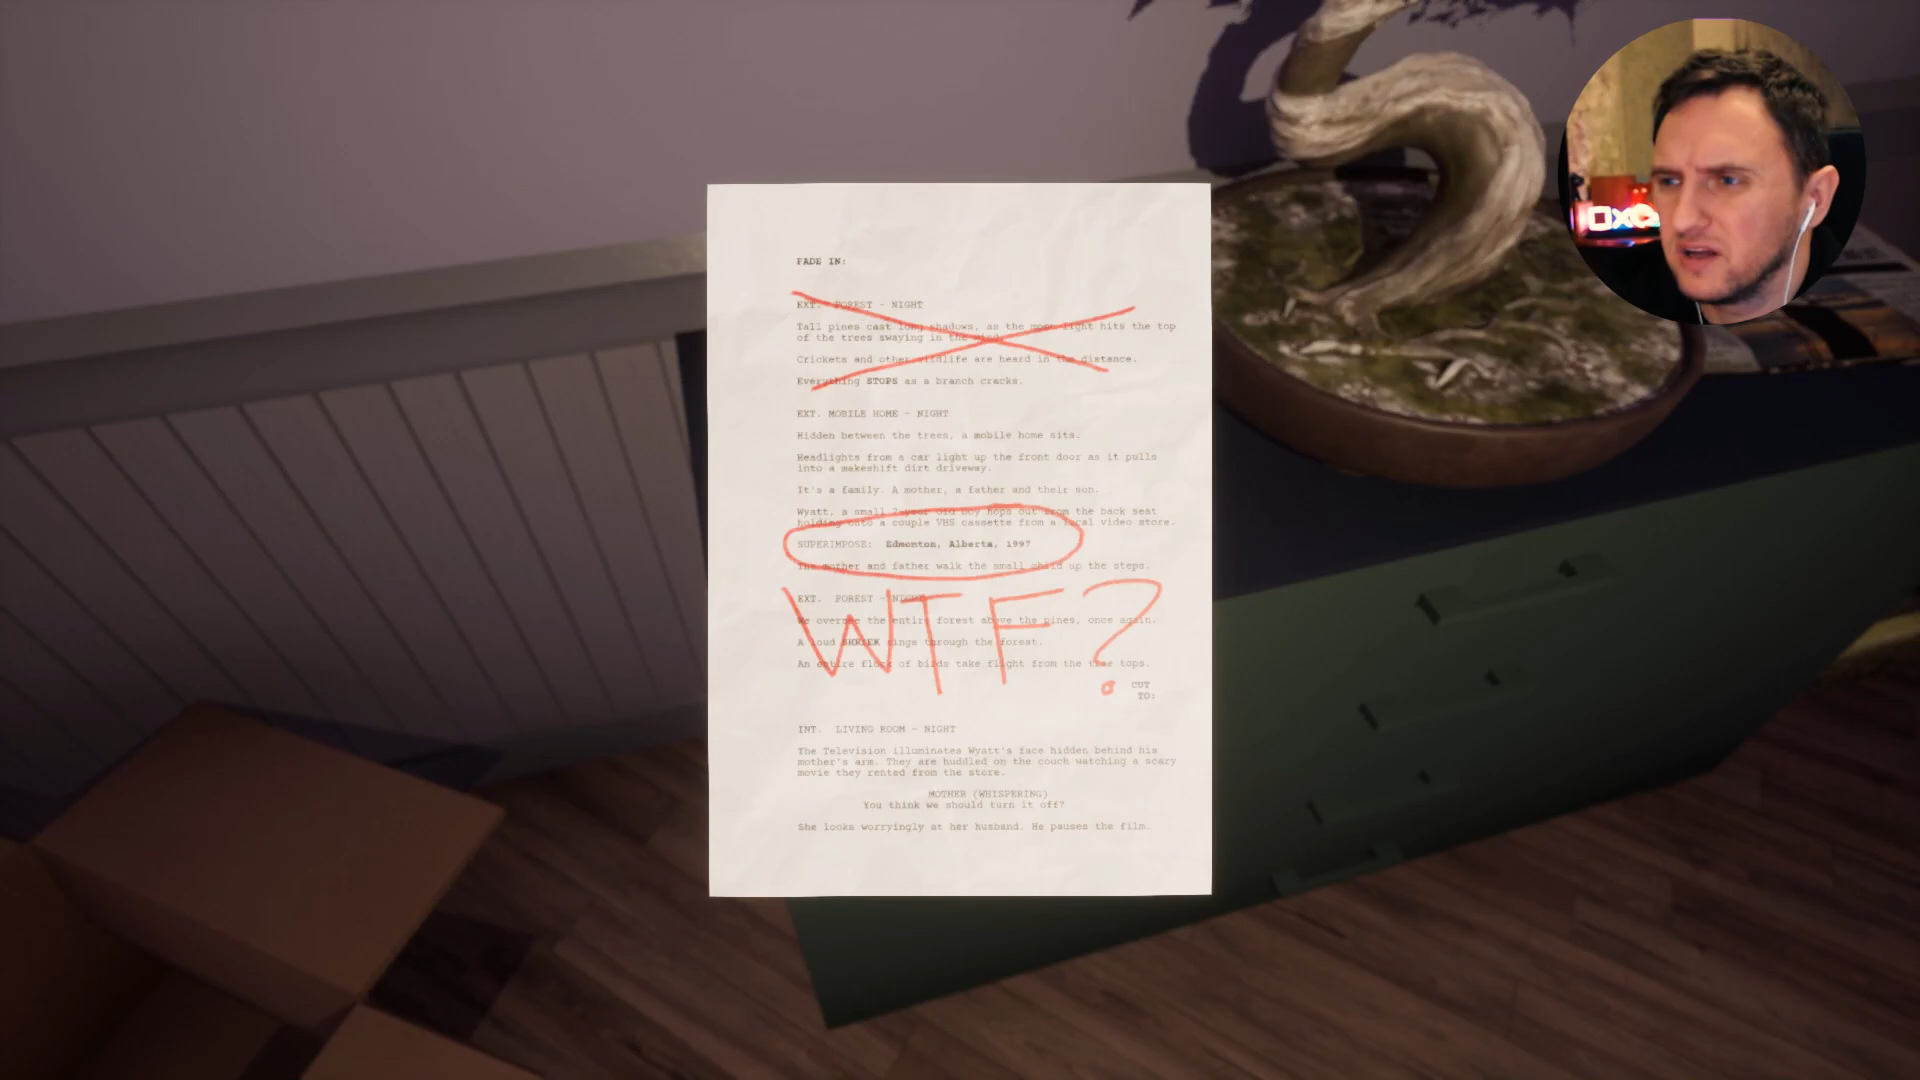 FADE IN:
EXT. FOREST - NIGHT
Tall pines cast long shadows, as the moon light hits the top
of the trees swaying in the wind.
Crickets and other wildlife are heard in the distance.
Everything STOPS as a branch cracks.
EXT. MOBILE HOME - NIGHT
Hidden between the trees, a mobile home sits.
Headlights from a car light up the front door as it pulls
into a makeshift dirt driveway.
It's a family. A mother, a father and their son.
Wyatt, a small 7-year old boy hops out from the back seat
holding onto a couple VHS cassette from a local video store.
SUPERIMPOSE: Edmonton, Alberta, 1997
The mother and father walk the small child up the steps.
EXT. FOREST - NIGHT
WTF?
We oversee the entire forest above the pines, once again.
A loud SHRIEK rings through the forest.
An entire flock of birds take flight from the tree tops.
CUT
TO:
INT. LIVING ROOM - NIGHT
The Television illuminates Wyatt's face hidden behind his
mother's arm. They are huddled on the couch watching a scary
movie they rented from the store.
MOTHER (WHISPERING)
You think we should turn it off?
She looks worryingly at her husband. He pauses the film.